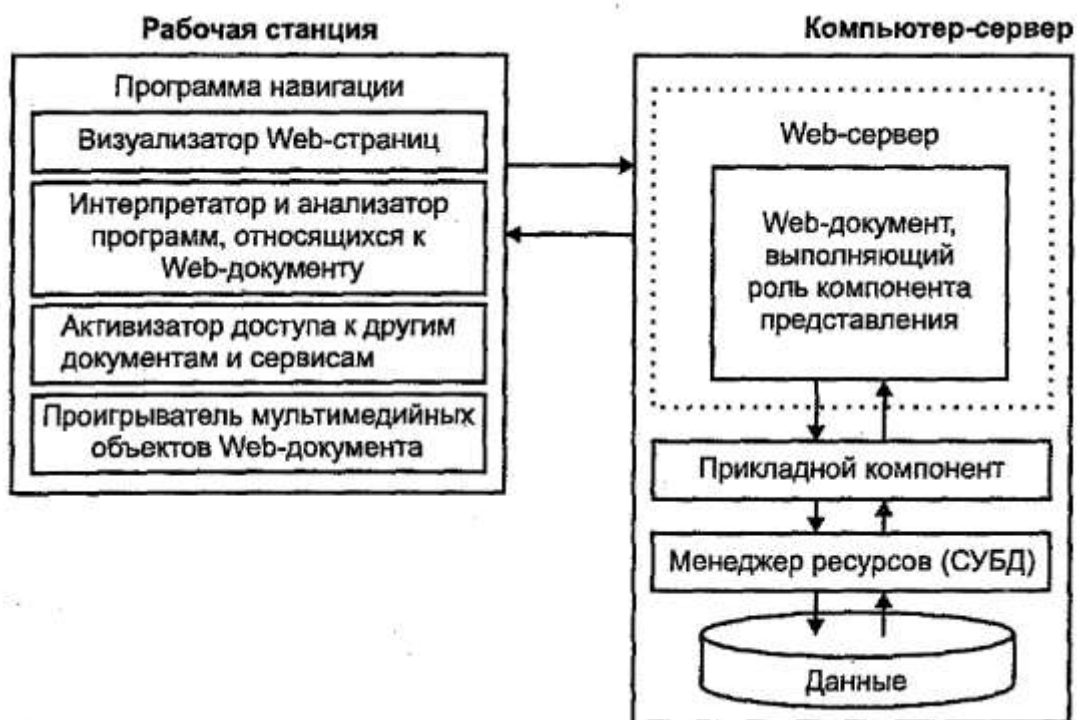 Рабочая станция
Программа навигации
Визуализатор Web-страниц
Интерпретатор и анализатор
программ, относящихся к
Web-документу
Активизатор доступа к другим
документам и сервисам
Проигрыватель мультимедийных
объектов Web-документа
Компьютер-сервер
Web-сервер
Web-документ,
выполняющий
роль компонента
представления
Прикладной компонент
Менеджер ресурсов (СУБД)
Данные